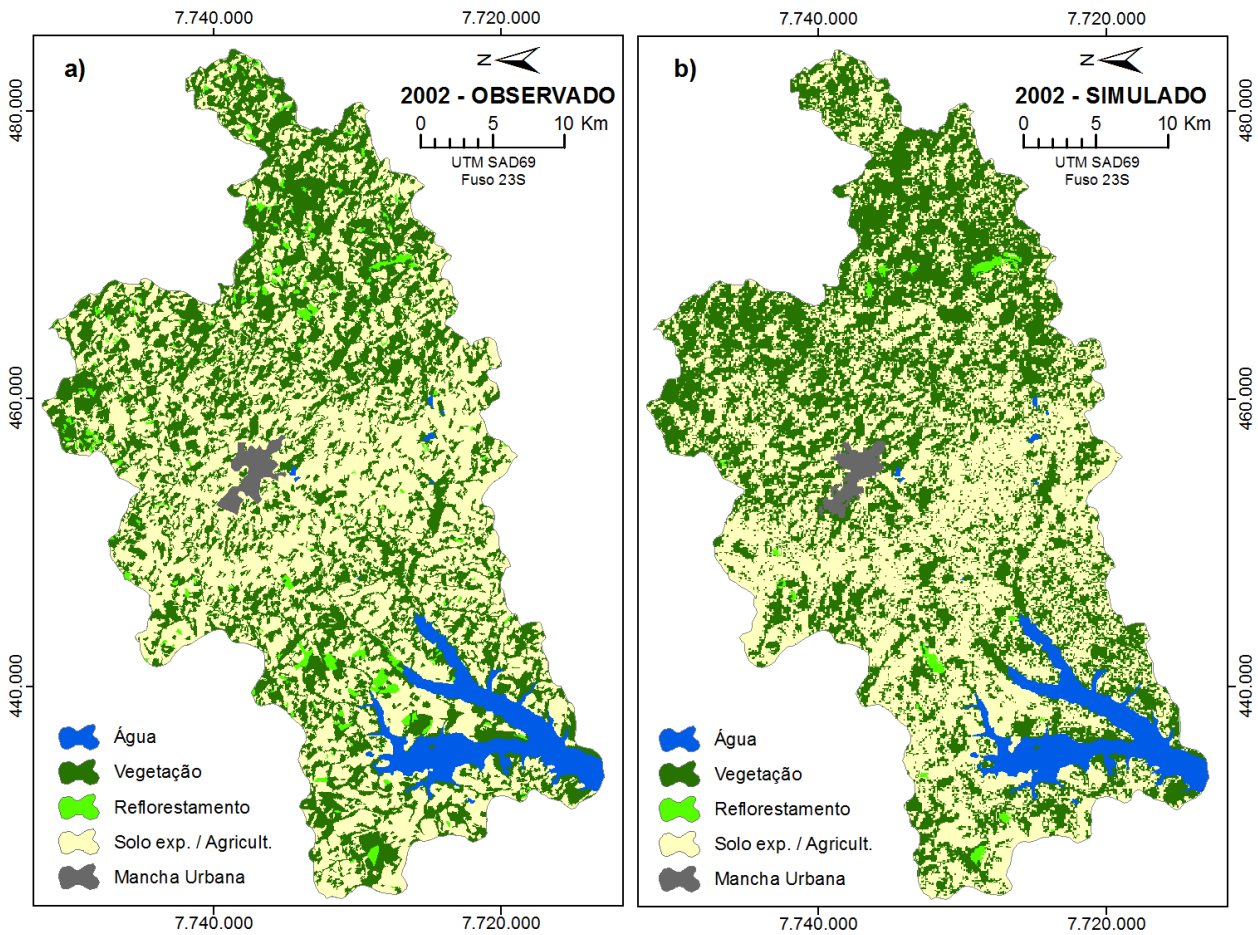 7.740.000
7.720.000
7.740.000
7.720.000
a)
N
2002 - OBSERVADO
0 5 10 Km
UTM SAD69
Fuso 23S
480.000
460.000
440.000
Água
Vegetação
Reflorestamento
Solo exp. / Agricult.
Mancha Urbana
7.740.000
7.720.000
b)
N
2002 - SIMULADO
0 5 10 Km
UTM SAD69
Fuso 23S
480.000
460.000
440.000
Água
Vegetação
Reflorestamento
Solo exp. / Agricult.
Mancha Urbana
7.740.000
7.720.000